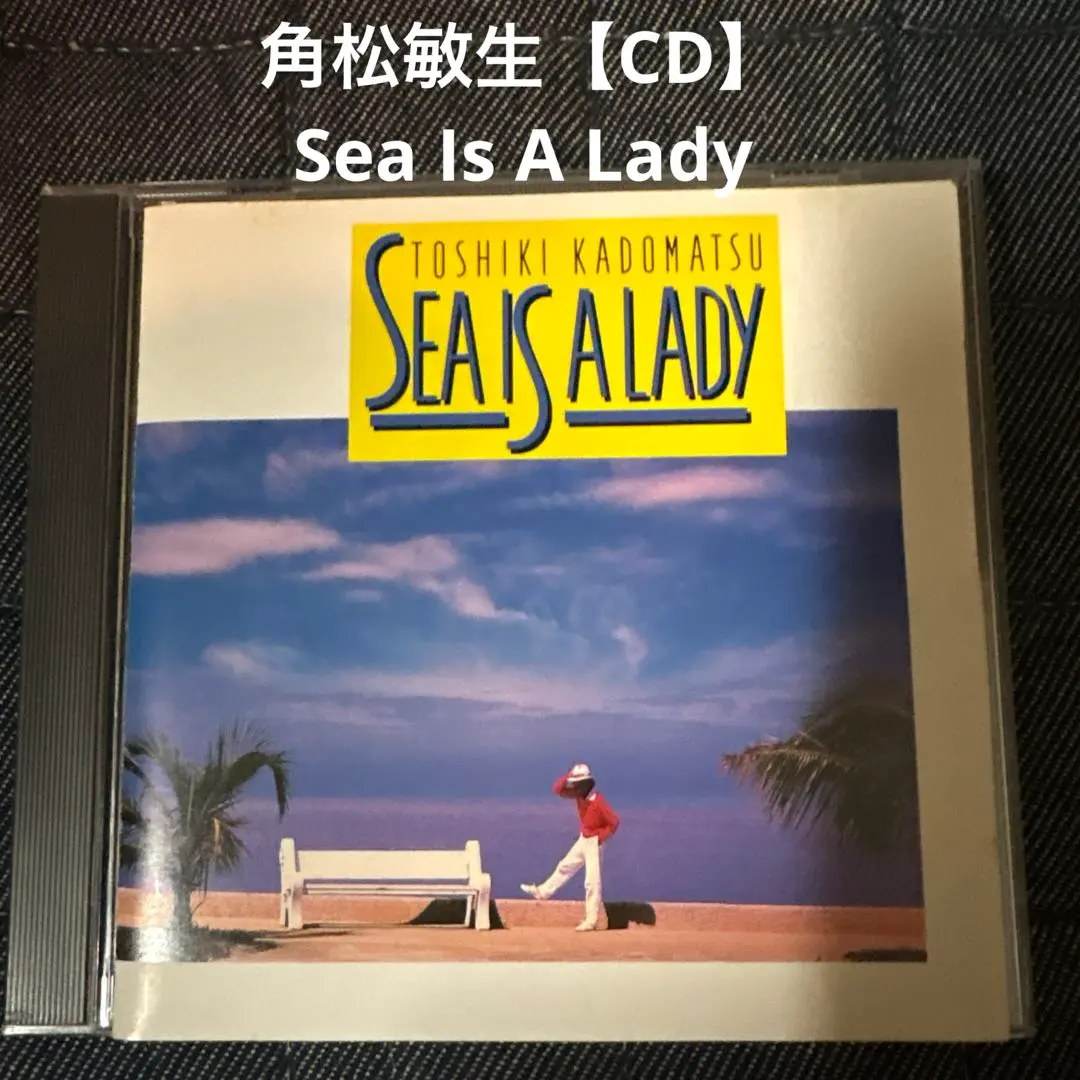 角松敏生【CD】
Sea Is A Lady
TOSHIKI KADOMATSU
SEA IS A LADY